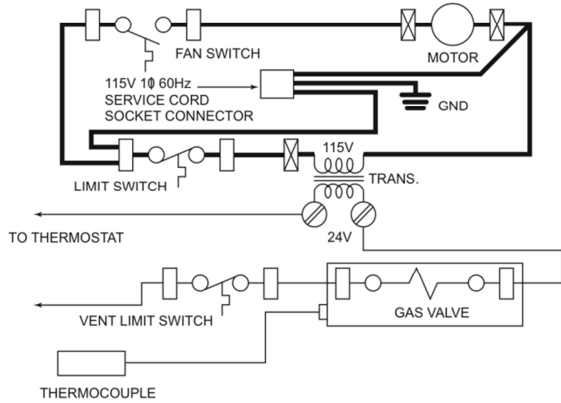 FAN SWITCH
MOTOR
115V 1ϕ 60Hz
SERVICE CORD
SOCKET CONNECTOR
GND
115V
LIMIT SWITCH
TRANS.
TO THERMOSTAT
24V
VENT LIMIT SWITCH
GAS VALVE
THERMOCOUPLE